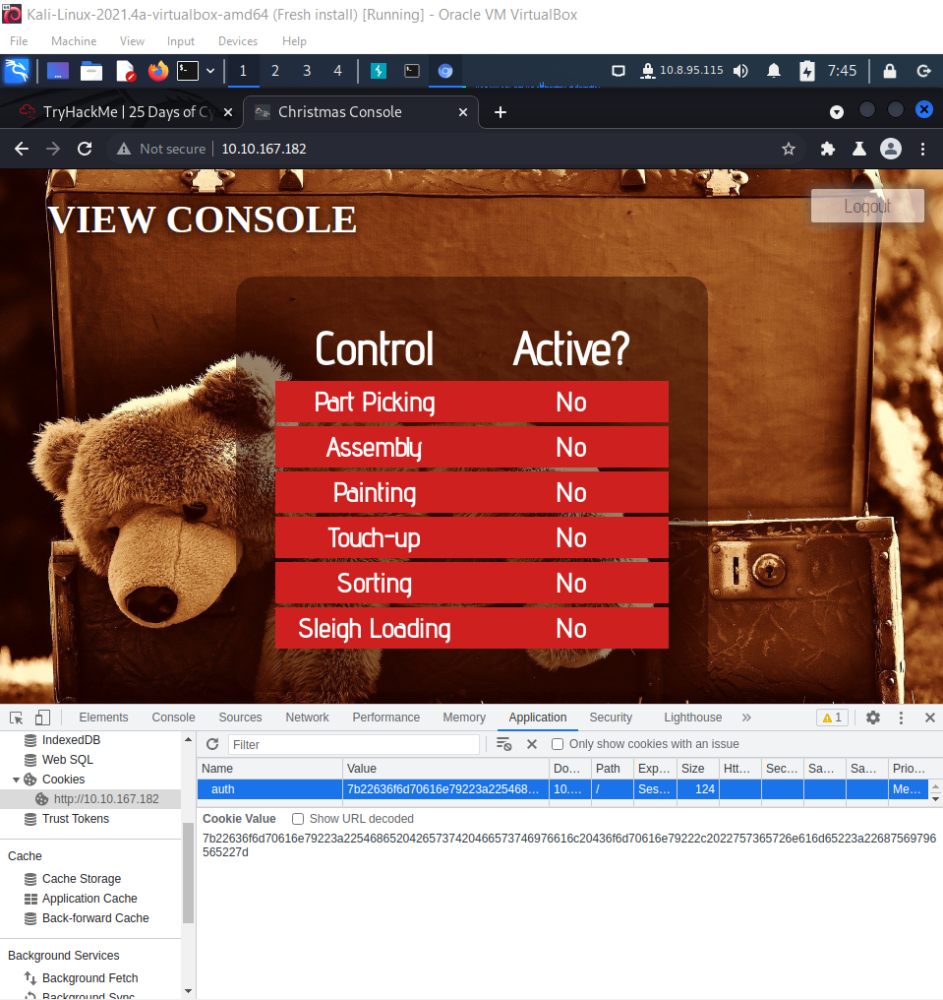 Kali-Linux-2021.4a-virtualbox-amd64 (Fresh install) [Running] - Oracle VM VirtualBox
File Machine View Input Devices Help
1 2 3 4 10.8.95.115 7:45
TryHackMe | 25 Days of Cy Christmas Console
Not secure 10.10.167.182
VIEW CONSOLE
Logout
Control Active?
Part Picking No
Assembly No
Painting No
Touch-up No
Sorting No
Sleigh Loading No
Elements Console Sources Network Performance Memory Application Security Lighthouse » 1
IndexedDB
Web SQL
Cookies
http://10.10.167.182
Trust Tokens
Cache
Cache Storage
Application Cache
Back-forward Cache
Background Services
Background Fetch
Background Sync
Filter Only show cookies with an issue
Name Value Do... Path Exp... Size Htt... Sec... Sa... Sa... Prio...
auth 7b22636f6d70616e79223a225468... 10.... / Ses... 124 Me...
Cookie Value Show URL decoded
7b22636f6d70616e79223a22546865204265737420466573746976616c20436f6d70616e79222c2022757365726e616d65223a22687569796
565227d